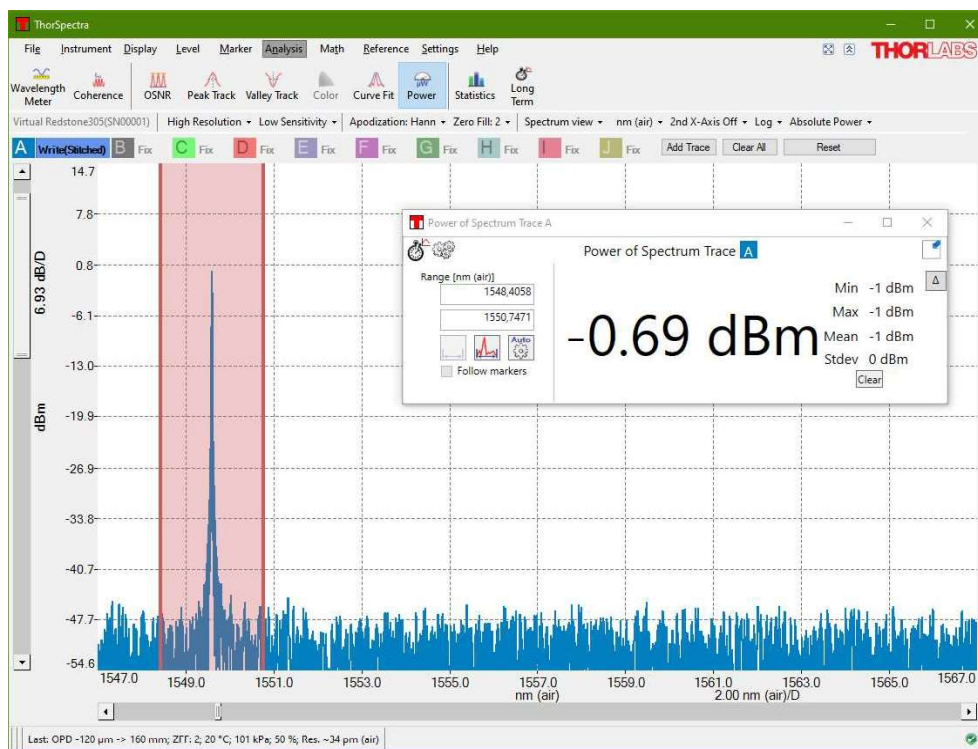 ThorSpectra
File Instrument Display Level Marker Analysis Math Reference Settings Help
THORLABS
Wavelength Meter Coherence OSNR Peak Track Valley Track Color Curve Fit Power Statistics Long Term
Virtual Redstone305(SN00001) High Resolution Low Sensitivity Apodization: Hann Zero Fill: 2 Spectrum view nm (air) 2nd X-Axis Off Log Absolute Power
A Write(Stitched) B Fix C Fix D Fix E Fix F Fix G Fix H Fix I Fix J Fix Add Trace Clear All Reset
14.7
7.8
0.8
-6.1
-13.0
-19.9
-26.9
-33.8
-40.7
-47.7
-54.6
6.93 dB/D
dBm
Power of Spectrum Trace A
Power of Spectrum Trace A
Range [nm (air)]
1548,4058
1550,7471
Auto
Follow markers
-0.69 dBm
Min -1 dBm
Max -1 dBm
Mean -1 dBm
Stdev 0 dBm
Δ
Clear
1547.0 1549.0 1551.0 1553.0 1555.0 1557.0 1559.0 1561.0 1563.0 1565.0 1567.0
nm (air) 2.00 nm (air)/D
Last: OPD -120 µm -> 160 mm; ZFF: 2; 20 °C; 101 kPa; 50 %; Res. ~34 pm (air)